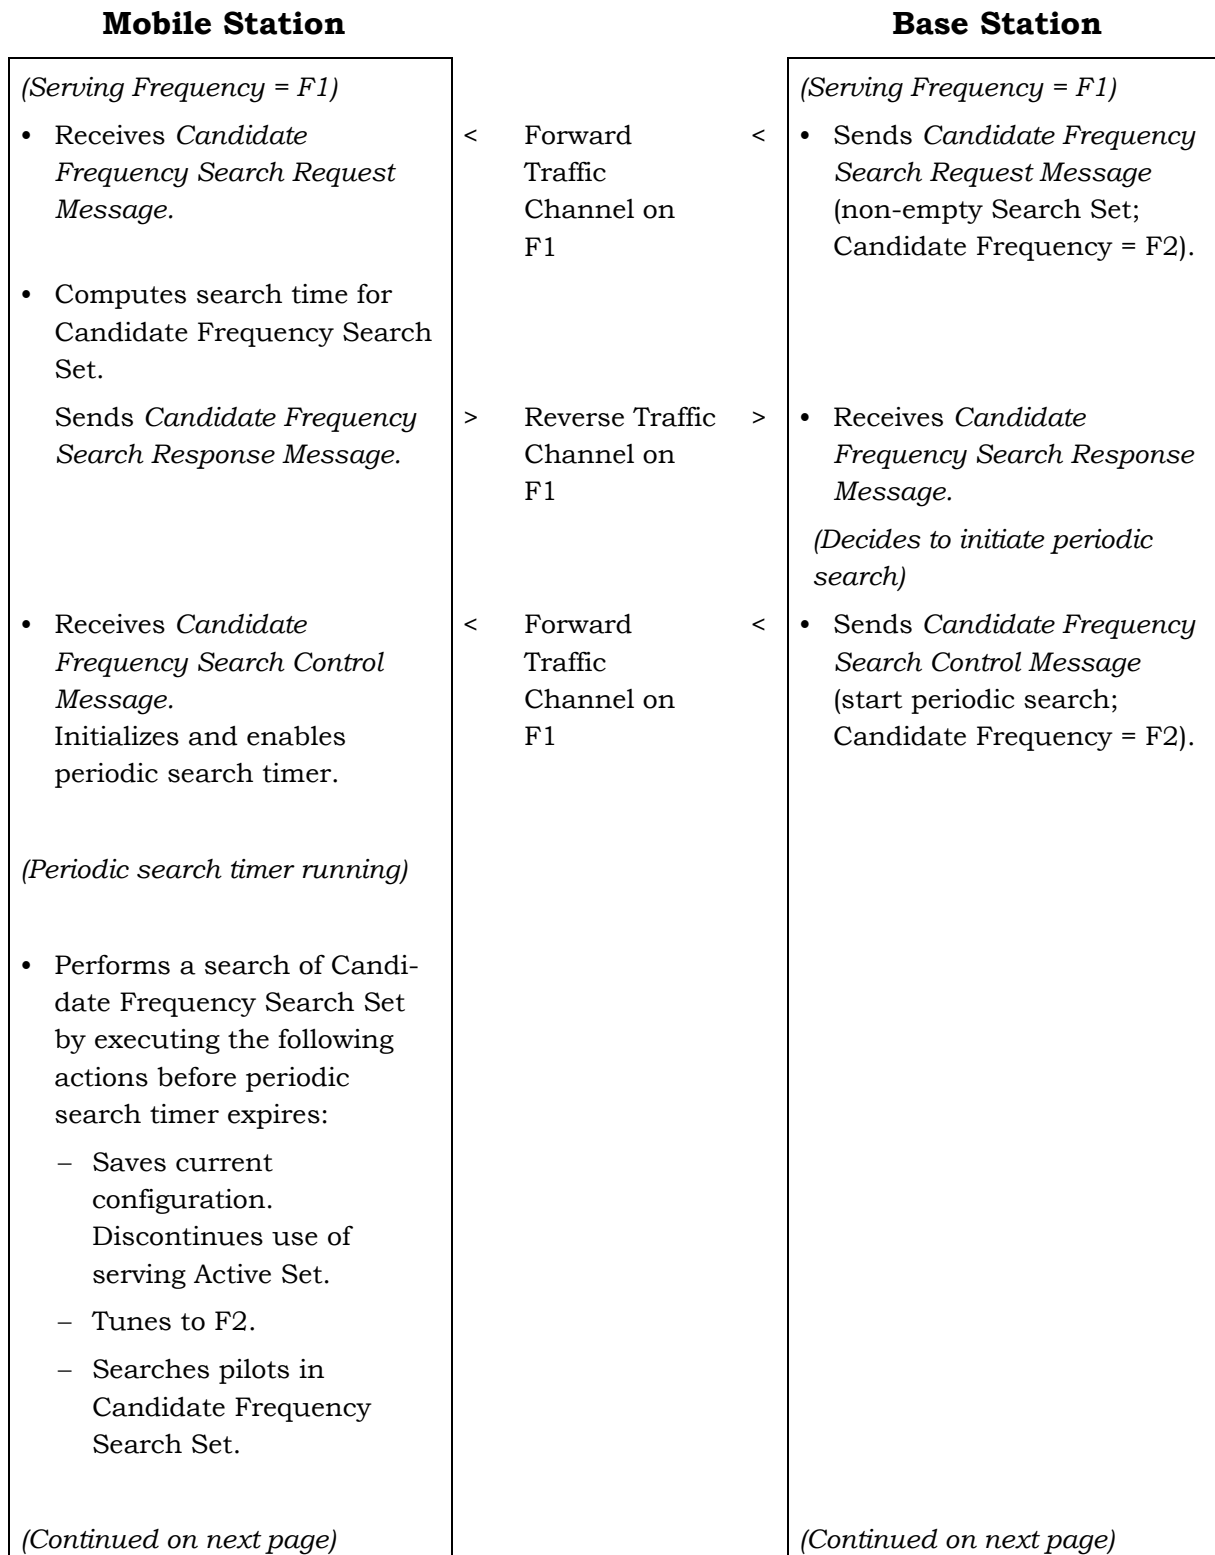 Mobile Station
Base Station
(Serving Frequency = F1)
(Serving Frequency = F1)
• Receives Candidate
Frequency Search Request
Message.
<
Forward
Traffic
Channel on
F1
<
• Sends Candidate Frequency
Search Request Message
(non-empty Search Set;
Candidate Frequency = F2).
• Computes search time for
Candidate Frequency Search
Set.
Sends Candidate Frequency
Search Response Message.
>
Reverse Traffic
Channel on
F1
>
• Receives Candidate
Frequency Search Response
Message.
(Decides to initiate periodic
search)
• Receives Candidate
Frequency Search Control
Message.
Initializes and enables
periodic search timer.
<
Forward
Traffic
Channel on
F1
<
• Sends Candidate Frequency
Search Control Message
(start periodic search;
Candidate Frequency = F2).
(Periodic search timer running)
• Performs a search of Candi-
date Frequency Search Set
by executing the following
actions before periodic
search timer expires:
– Saves current
configuration.
Discontinues use of
serving Active Set.
– Tunes to F2.
– Searches pilots in
Candidate Frequency
Search Set.
(Continued on next page)
(Continued on next page)